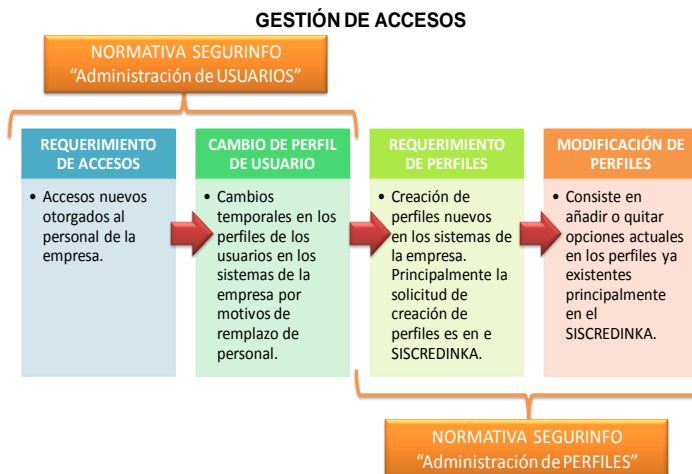 GESTIÓN DE ACCESOS
NORMATIVA SEGURINFO
“Administración de USUARIOS”
REQUERIMIENTO
DE ACCESOS
• Accesos nuevos
otorgados al
personal de la
empresa.
CAMBIO DE PERFIL
DE USUARIO
• Cambios
temporales en los
perfiles de los
usuarios en los
sistemas de la
empresa por
motivos de
remplazo de
personal.
REQUERIMIENTO
DE PERFILES
• Creación de
perfiles nuevos
en los sistemas de
la empresa.
Principalmente la
solicitud de
creación de
perfiles es en e
SISCREDINKA.
MODIFICACIÓN DE
PERFILES
• Consiste en
añadir o quitar
opciones actuales
en los perfiles ya
existentes
principalmente
en el
SISCREDINKA.
NORMATIVA SEGURINFO
“Administración de PERFILES”